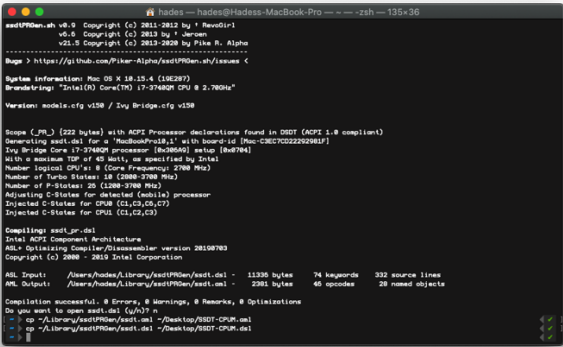 hades — hades@Hadess-MacBook-Pro — ~ — -zsh — 135×36
ssdtPRGen.sh v0.9 Copyright (c) 2011-2012 by † RevoGirl
v6.6 Copyright (c) 2013 by † Jeroen
v21.5 Copyright (c) 2013-2020 by Pike R. Alpha
----------------------------------------------------------------
Bugs > https://github.com/Piker-Alpha/ssdtPRGen.sh/issues <
System information: Mac OS X 10.15.4 (19E287)
Brandstring: "Intel(R) Core(TM) i7-3740QM CPU @ 2.70GHz"
Version: models.cfg v150 / Ivy Bridge.cfg v150
Scope (_PR_) {222 bytes} with ACPI Processor declarations found in DSDT (ACPI 1.0 compliant)
Generating ssdt.dsl for a 'MacBookPro10,1' with board-id [Mac-C3EC7CD22292981F]
Ivy Bridge Core i7-3740QM processor [0x306A9] setup [0x0704]
With a maximum TDP of 45 Watt, as specified by Intel
Number logical CPU's: 8 (Core Frequency: 2700 MHz)
Number of Turbo States: 10 (2800-3700 MHz)
Number of P-States: 26 (1200-3700 MHz)
Adjusting C-States for detected (mobile) processor
Injected C-States for CPU0 (C1,C3,C6,C7)
Injected C-States for CPU1 (C1,C2,C3)
Compiling: ssdt_pr.dsl
Intel ACPI Component Architecture
ASL+ Optimizing Compiler/Disassembler version 20190703
Copyright (c) 2000 - 2019 Intel Corporation
ASL Input: /Users/hades/Library/ssdtPRGen/ssdt.dsl - 11336 bytes 74 keywords 332 source lines
AML Output: /Users/hades/Library/ssdtPRGen/ssdt.aml - 2381 bytes 46 opcodes 28 named objects
Compilation successful. 0 Errors, 0 Warnings, 0 Remarks, 0 Optimizations
Do you want to open ssdt.dsl (y/n)? n
~ > cp ~/Library/ssdtPRGen/ssdt.aml ~/Desktop/SSDT-CPUM.aml
~ > cp ~/Library/ssdtPRGen/ssdt.dsl ~/Desktop/SSDT-CPUM.dsl
~ >